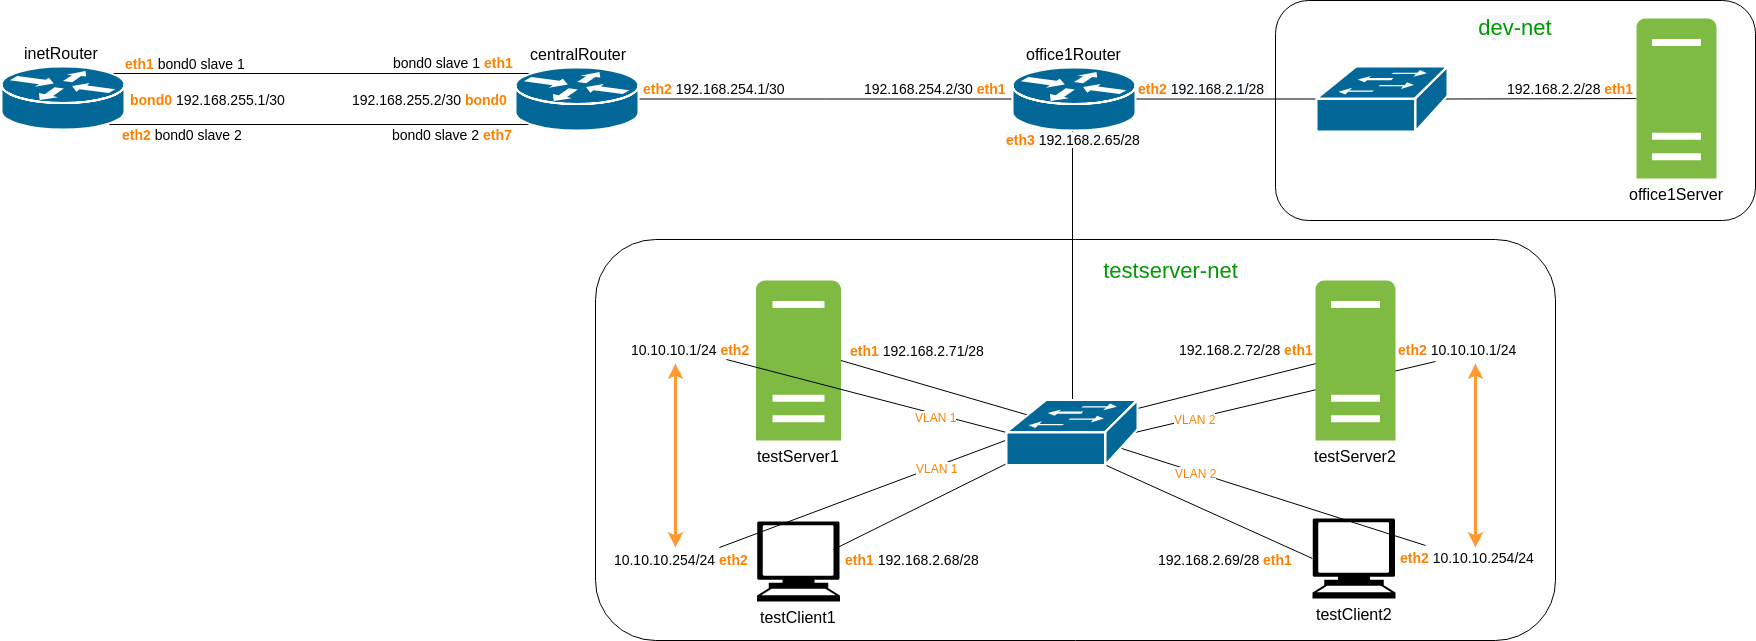 dev-net
inetRouter
centralRouter
office1Router
eth1 bond0 slave 1
bond0 slave 1 eth1
bond0 192.168.255.1/30
192.168.255.2/30 bond0
eth2 192.168.254.1/30
192.168.254.2/30 eth1
eth2 192.168.2.1/28
192.168.2.2/28 eth1
eth2 bond0 slave 2
bond0 slave 2 eth7
eth3 192.168.2.65/28
office1Server
testserver-net
10.10.10.1/24 eth2
eth1 192.168.2.71/28
192.168.2.72/28 eth1
eth2 10.10.10.1/24
VLAN 1
VLAN 2
testServer1
testServer2
VLAN 1
VLAN 2
10.10.10.254/24 eth2
eth1 192.168.2.68/28
192.168.2.69/28 eth1
eth2 10.10.10.254/24
testClient1
testClient2